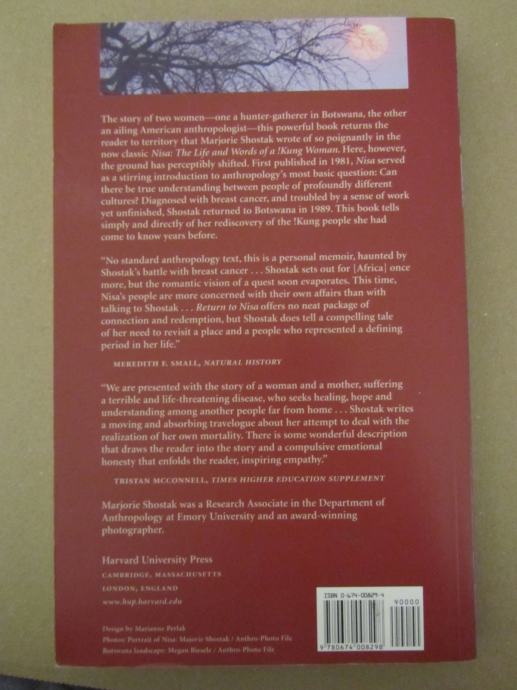 The story of two women—one a hunter-gatherer in Botswana, the other
an ailing American anthropologist—this powerful book returns the
reader to territory that Marjorie Shostak wrote of so poignantly in the
now classic Nisa: The Life and Words of a !Kung Woman. Here, however,
the ground has perceptibly shifted. First published in 1981, Nisa served
as a stirring introduction to anthropology's most basic question: Can
there be true understanding between people of profoundly different
cultures? Diagnosed with breast cancer, and troubled by a sense of work
yet unfinished, Shostak returned to Botswana in 1989. This book tells
simply and directly of her rediscovery of the !Kung people she had
come to know years before.
“No standard anthropology text, this is a personal memoir, haunted by
Shostak's battle with breast cancer . . . Shostak sets out for [Africa] once
more, but the romantic vision of a quest soon evaporates. This time,
Nisa's people are more concerned with their own affairs than with
talking to Shostak . . . Return to Nisa offers no neat package of
connection and redemption, but Shostak does tell a compelling tale
of her need to revisit a place and a people who represented a defining
period in her life.”
MEREDITH F. SMALL, NATURAL HISTORY
“We are presented with the story of a woman and a mother, suffering
a terrible and life-threatening disease, who seeks healing, hope and
understanding among another people far from home . . . Shostak writes
a moving and absorbing travelogue about her attempt to deal with the
realization of her own mortality. There is some wonderful description
that draws the reader into the story and a compulsive emotional
honesty that enfolds the reader, inspiring empathy.”
TRISTAN MCCONNELL, TIMES HIGHER EDUCATION SUPPLEMENT
Marjorie Shostak was a Research Associate in the Department of
Anthropology at Emory University and an award-winning
photographer.
Harvard University Press
CAMBRIDGE, MASSACHUSETTS
LONDON, ENGLAND
www.hup.harvard.edu
Design by Marianne Perlak
Photos: Portrait of Nisa: Marjorie Shostak / Anthro-Photo File
Botswana landscape: Megan Biesele / Anthro-Photo File
ISBN 0-674-00829-4
90000
9 780674 008298